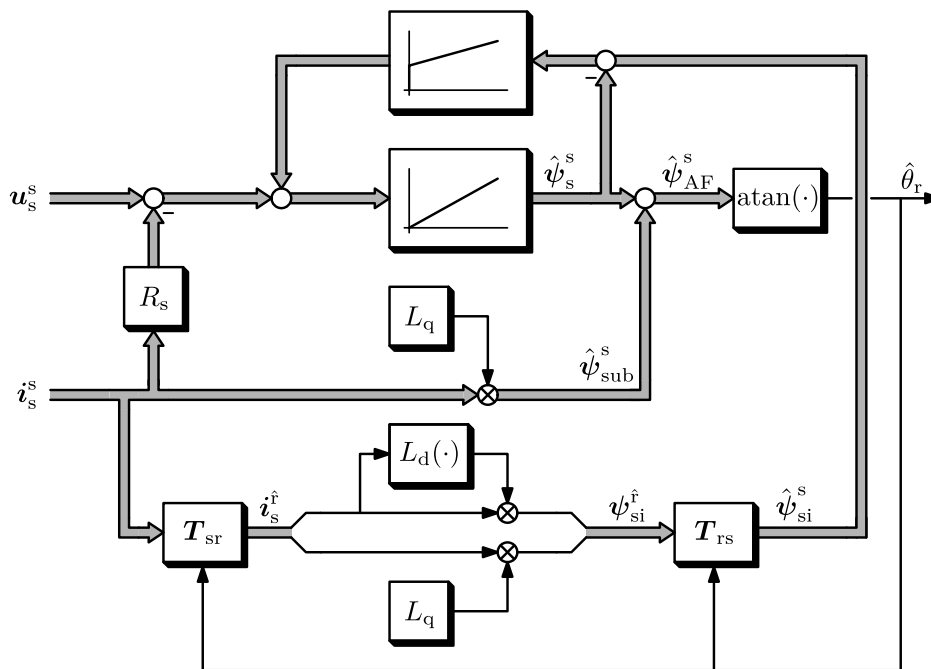 −
u_s^s
−
ψ̂_s^s
ψ̂_AF^s
atan(·)
θ̂_r
R_s
L_q
i_s^s
ψ̂_sub^s
L_d(·)
T_sr
i_s^r̂
ψ_si^r̂
T_rs
ψ̂_si^s
L_q